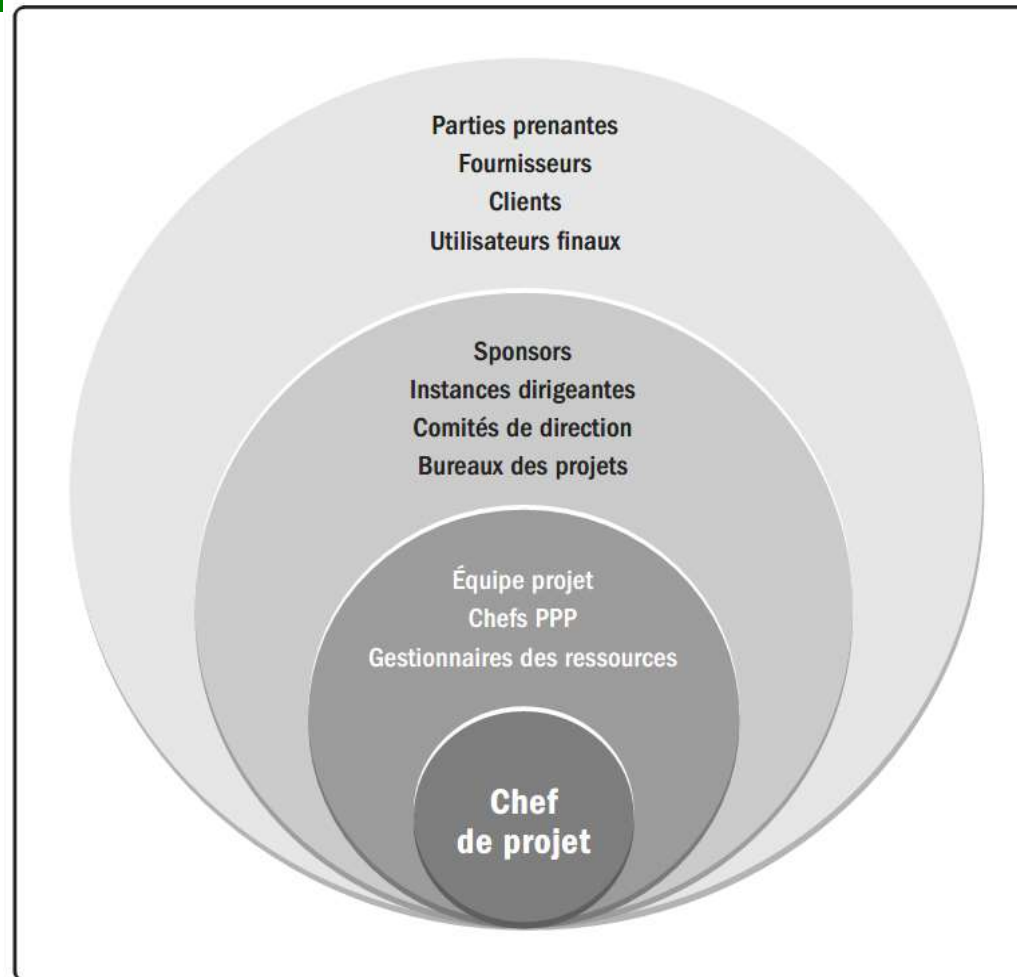 Parties prenantes
Fournisseurs
Clients
Utilisateurs finaux
Sponsors
Instances dirigeantes
Comités de direction
Bureaux des projets
Équipe projet
Chefs PPP
Gestionnaires des ressources
Chef
de projet